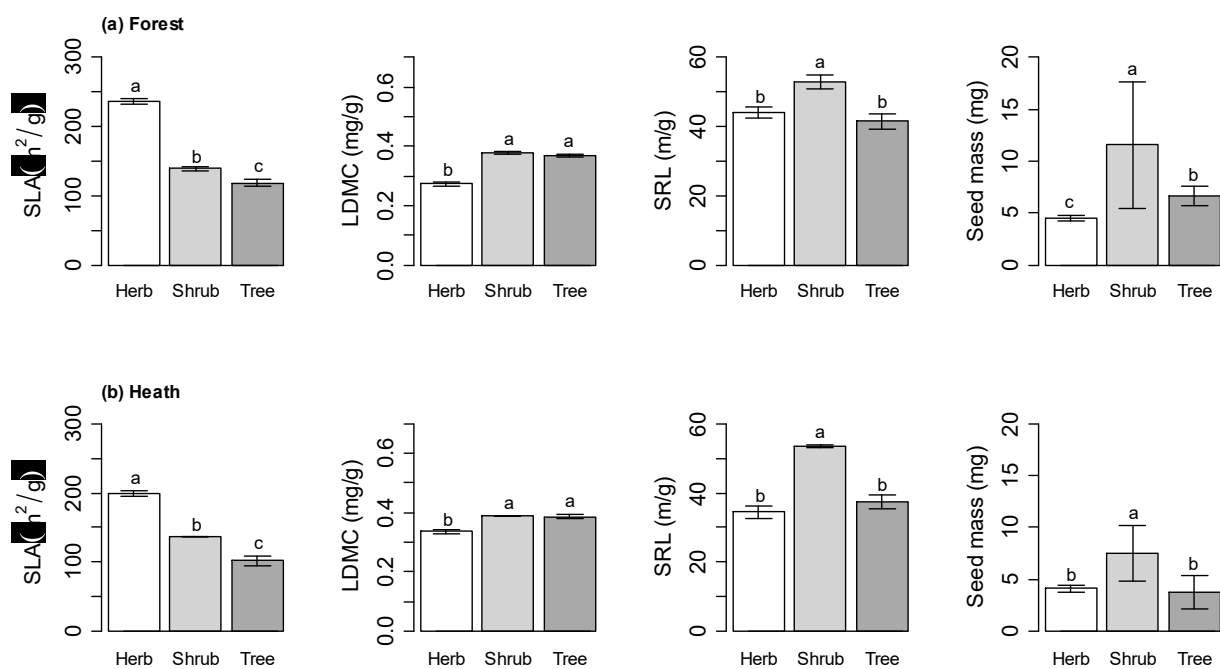 (a) Forest
SLA( m² / g)
0 100 200 300
a
b
c
Herb Shrub Tree
LDMC (mg/g)
0.0 0.2 0.4 0.6
b
a
a
Herb Shrub Tree
SRL (m/g)
0 20 40 60
b
a
b
Herb Shrub Tree
Seed mass (mg)
0 5 10 15 20
c
a
b
Herb Shrub Tree
(b) Heath
SLA( m² / g)
0 100 200 300
a
b
c
Herb Shrub Tree
LDMC (mg/g)
0.0 0.2 0.4 0.6
b
a
a
Herb Shrub Tree
SRL (m/g)
0 20 40 60
b
a
b
Herb Shrub Tree
Seed mass (mg)
0 5 10 15 20
b
a
b
Herb Shrub Tree